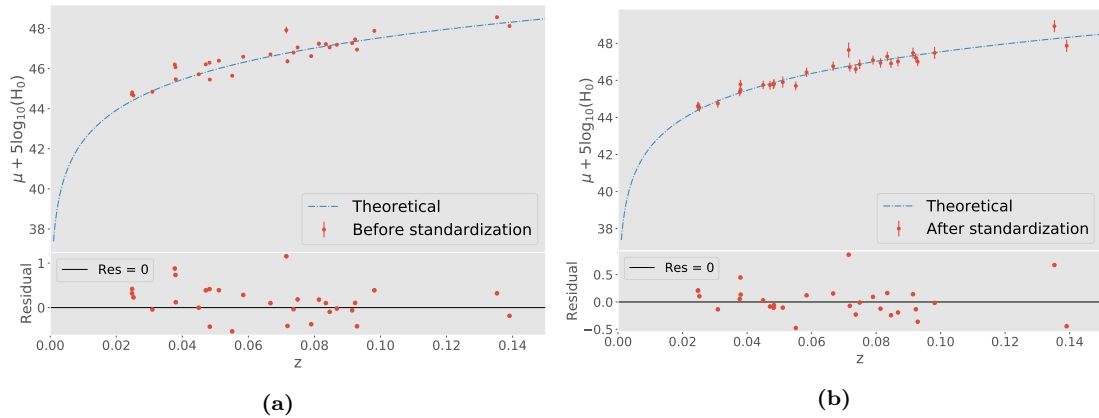 48
46
44
42
40
38
μ + 5log₁₀(H₀)
Theoretical
Before standardization
1
0
Residual
Res = 0
0.00 0.02 0.04 0.06 0.08 0.10 0.12 0.14
z
(a)
48
46
44
42
40
38
μ + 5log₁₀(H₀)
Theoretical
After standardization
0.5
0.0
−0.5
Residual
Res = 0
0.00 0.02 0.04 0.06 0.08 0.10 0.12 0.14
z
(b)